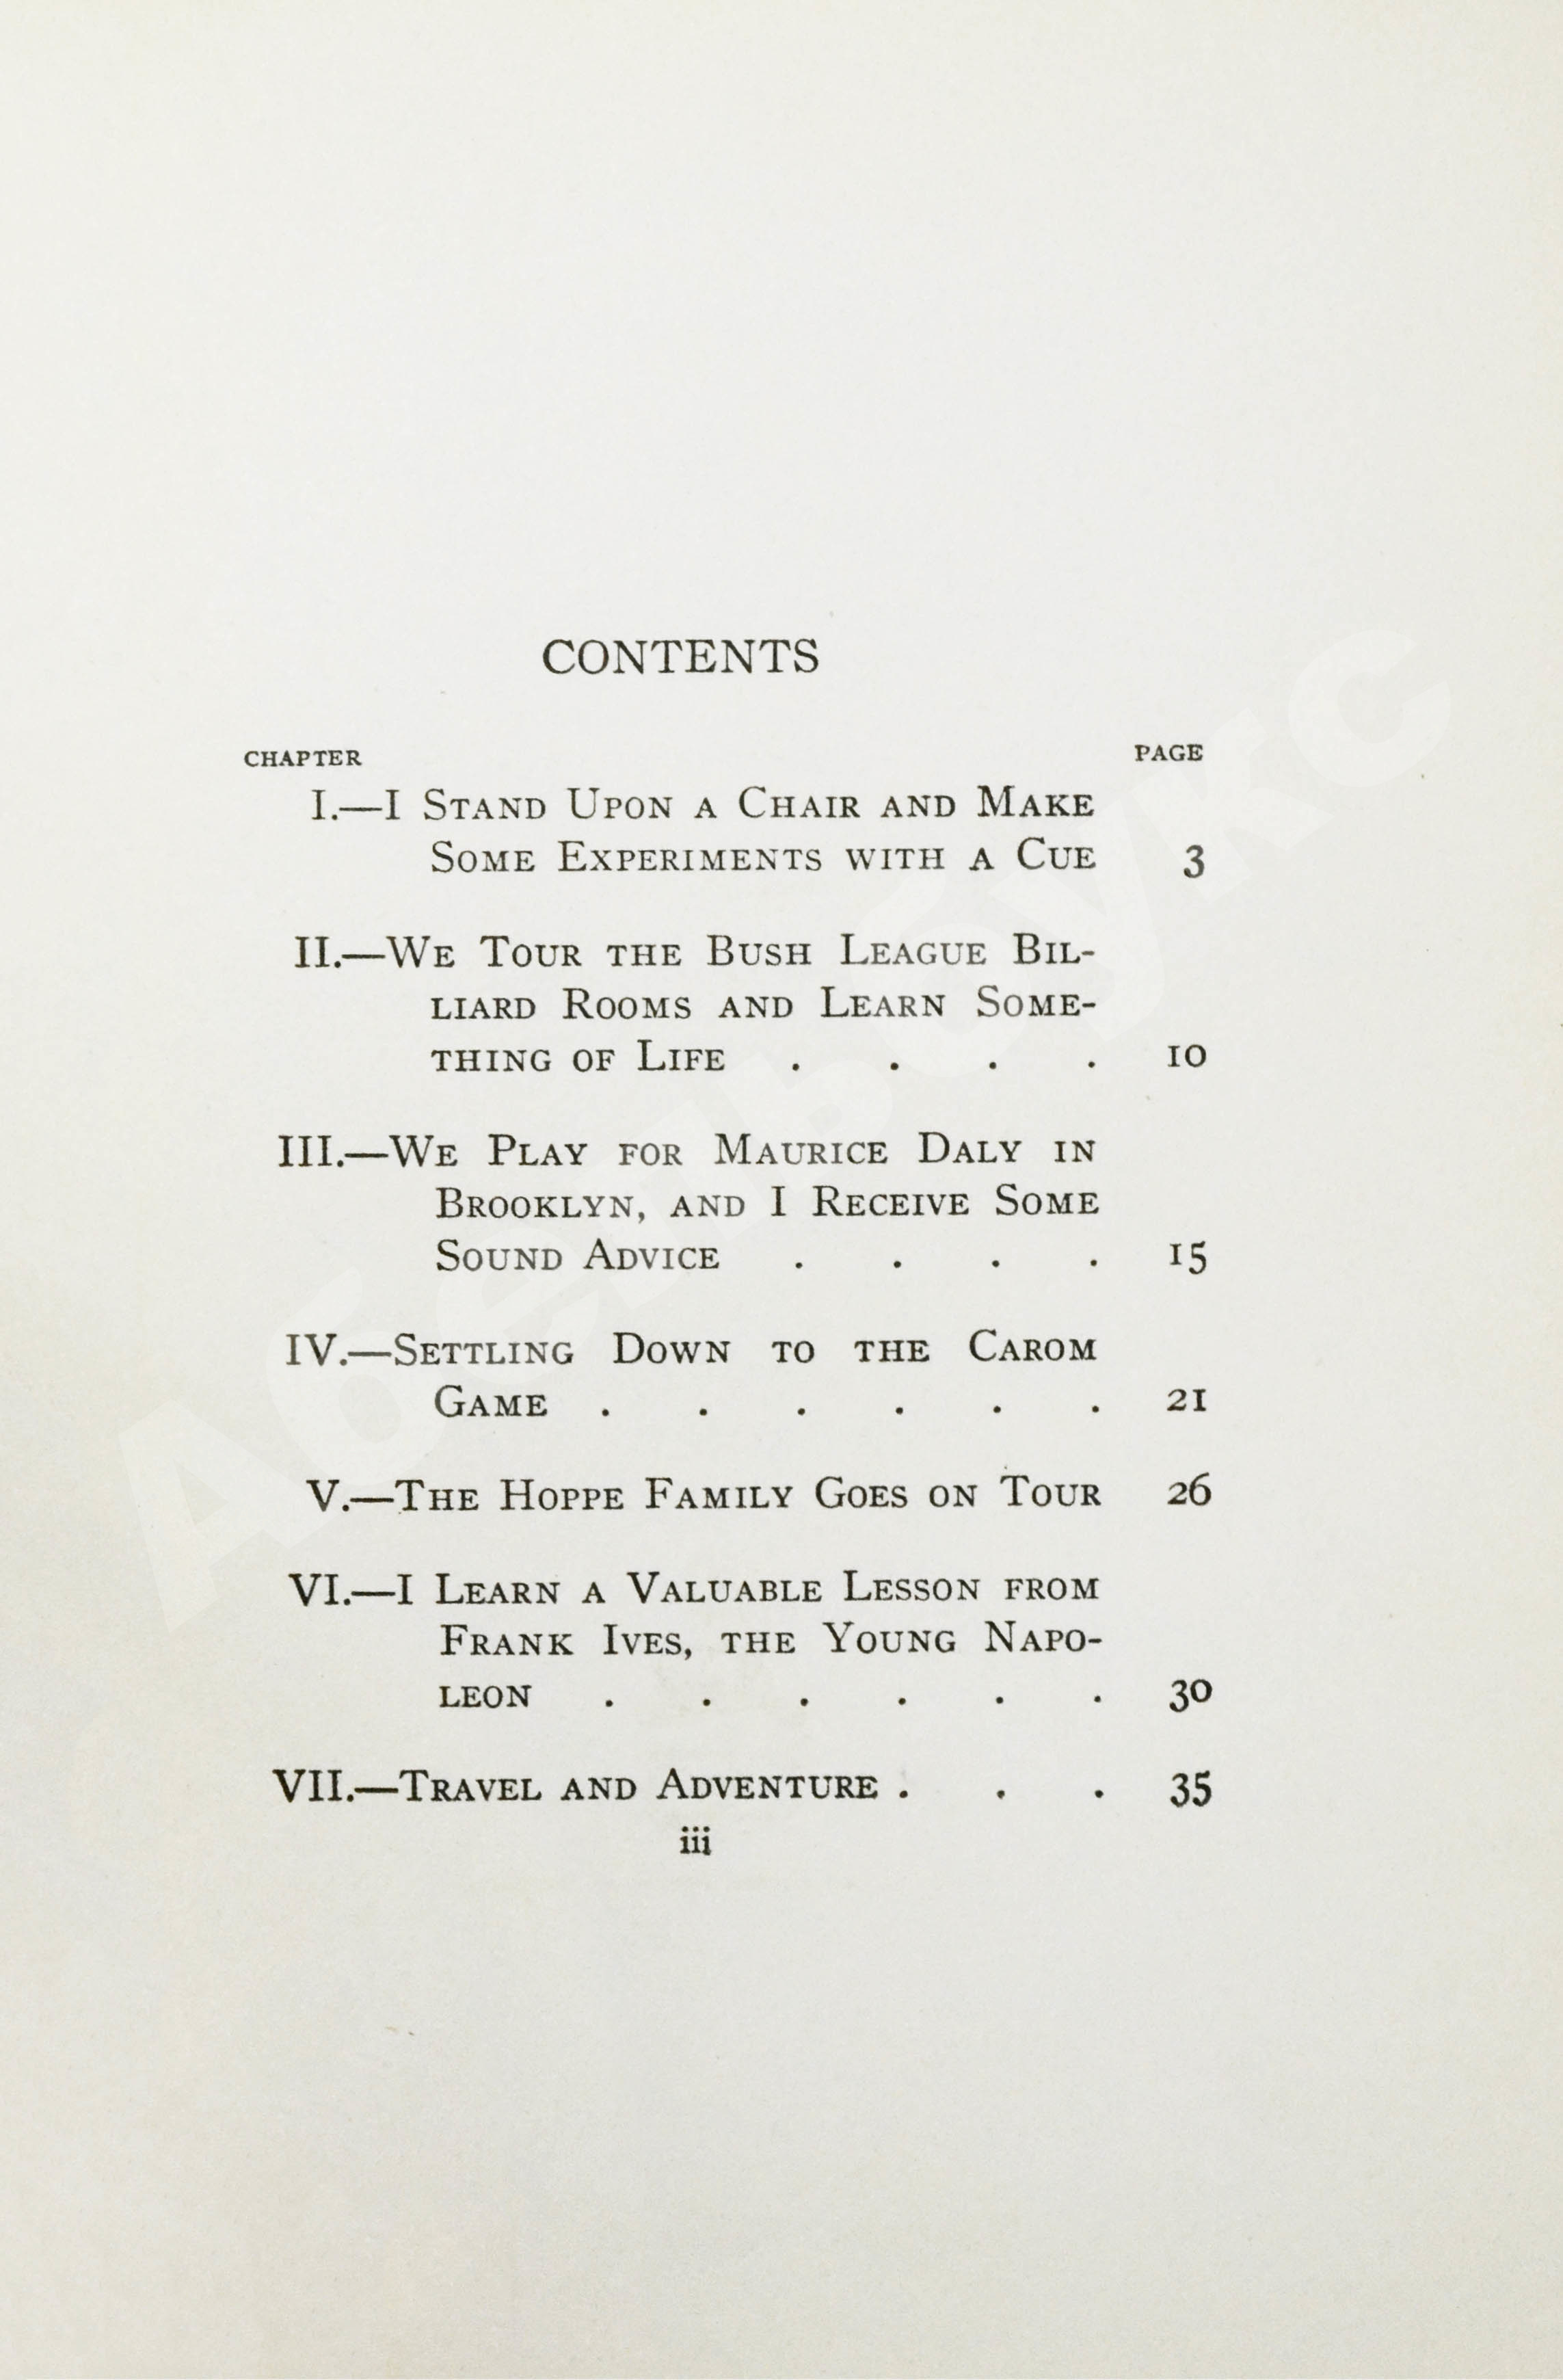 CONTENTS
CHAPTER PAGE
I.—I Stand Upon a Chair and Make
Some Experiments with a Cue 3
II.—We Tour the Bush League Bil-
liard Rooms and Learn Some-
thing of Life . . . . 10
III.—We Play for Maurice Daly in
Brooklyn, and I Receive Some
Sound Advice . . . . 15
IV.—Settling Down to the Carom
Game . . . . . . 21
V.—The Hoppe Family Goes on Tour 26
VI.—I Learn a Valuable Lesson from
Frank Ives, the Young Napo-
leon . . . . . . 30
VII.—Travel and Adventure . . . 35
iii